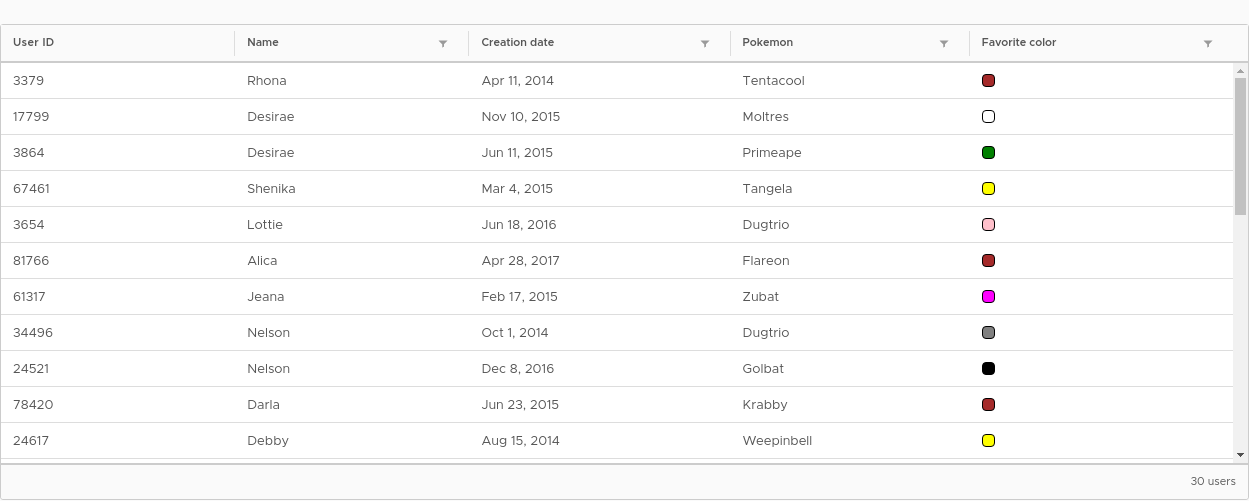 User ID Name Creation date Pokemon Favorite color
3379 Rhona Apr 11, 2014 Tentacool
17799 Desirae Nov 10, 2015 Moltres
3864 Desirae Jun 11, 2015 Primeape
67461 Shenika Mar 4, 2015 Tangela
3654 Lottie Jun 18, 2016 Dugtrio
81766 Alica Apr 28, 2017 Flareon
61317 Jeana Feb 17, 2015 Zubat
34496 Nelson Oct 1, 2014 Dugtrio
24521 Nelson Dec 8, 2016 Golbat
78420 Darla Jun 23, 2015 Krabby
24617 Debby Aug 15, 2014 Weepinbell
30 users